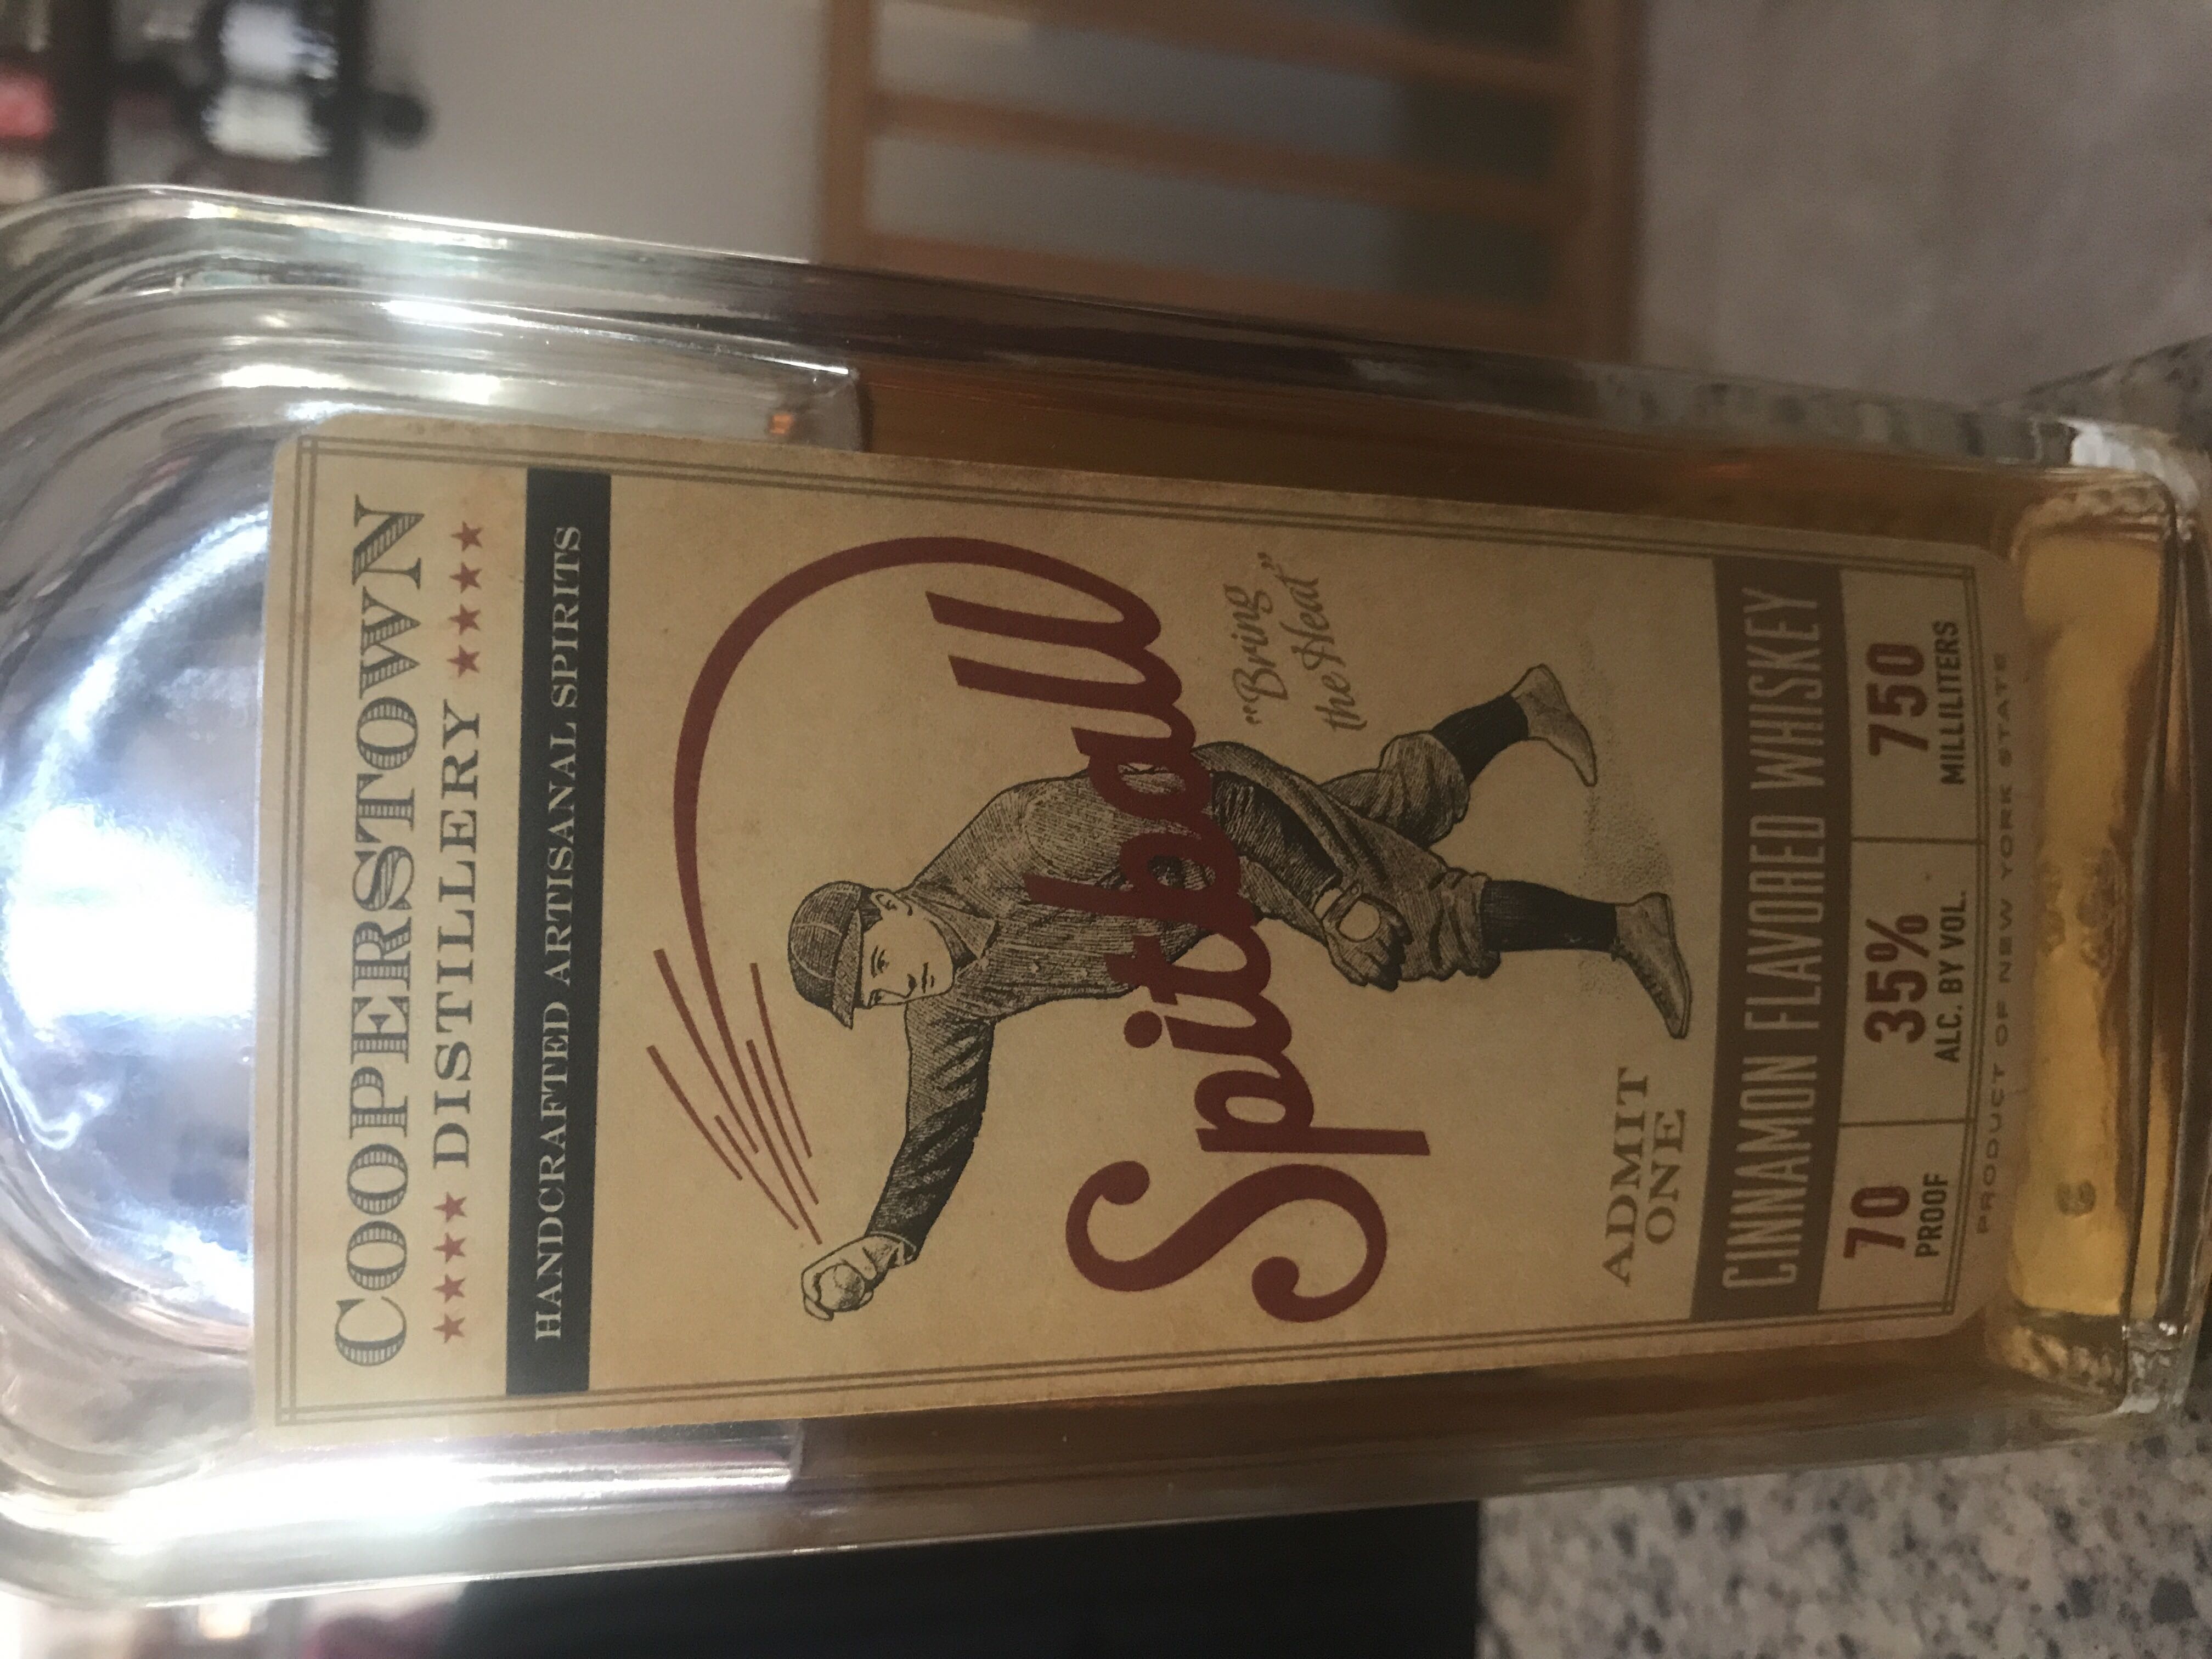 COOPERSTOWN
★★★★ DISTILLERY ★★★★
HANDCRAFTED ARTISANAL SPIRITS
Spitball
"Bring
the Heat"
ADMIT
ONE
CINNAMON FLAVORED WHISKEY
70
PROOF
35%
ALC. BY VOL.
750
MILLILITERS
PRODUCT OF NEW YORK STATE